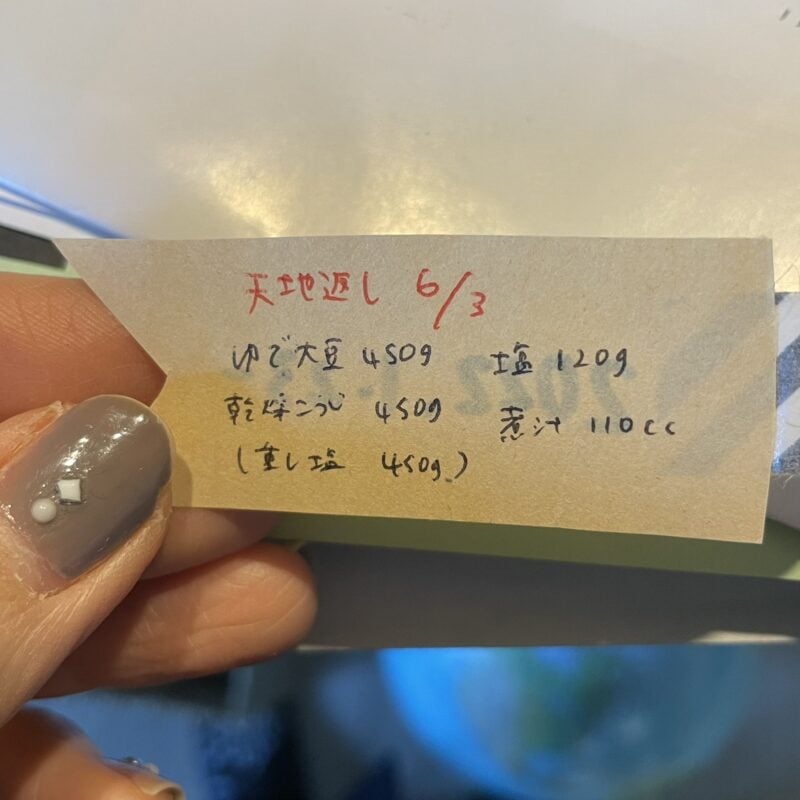 天地返し 6/3
ゆで大豆 450g
乾燥こうじ 450g
(重し塩 450g)
塩 120g
煮汁 110cc